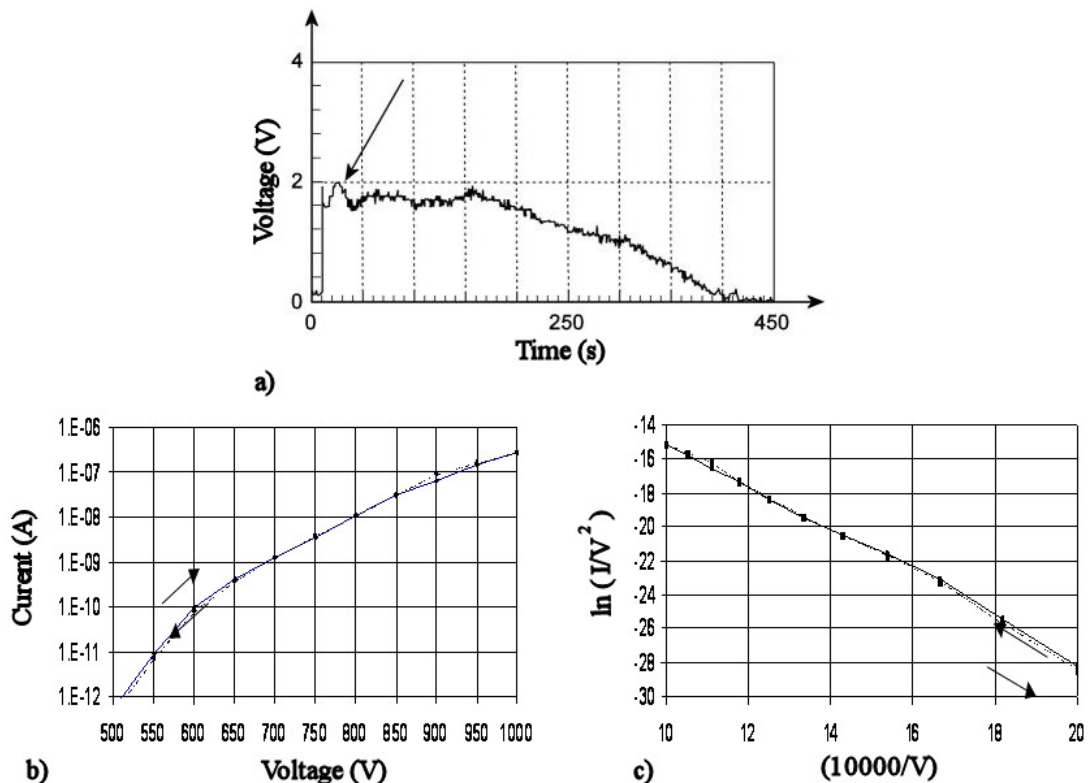 4
2
0
Voltage (V)
0 250 450
Time (s)
a)
1.E-06
1.E-07
1.E-08
1.E-09
1.E-10
1.E-11
1.E-12
Curent (A)
500 550 600 650 700 750 800 850 900 950 1000
Voltage (V)
b)
-14
-16
-18
-20
-22
-24
-26
-28
-30
ln ( I/V² )
10 12 14 16 18 20
(10000/V)
c)